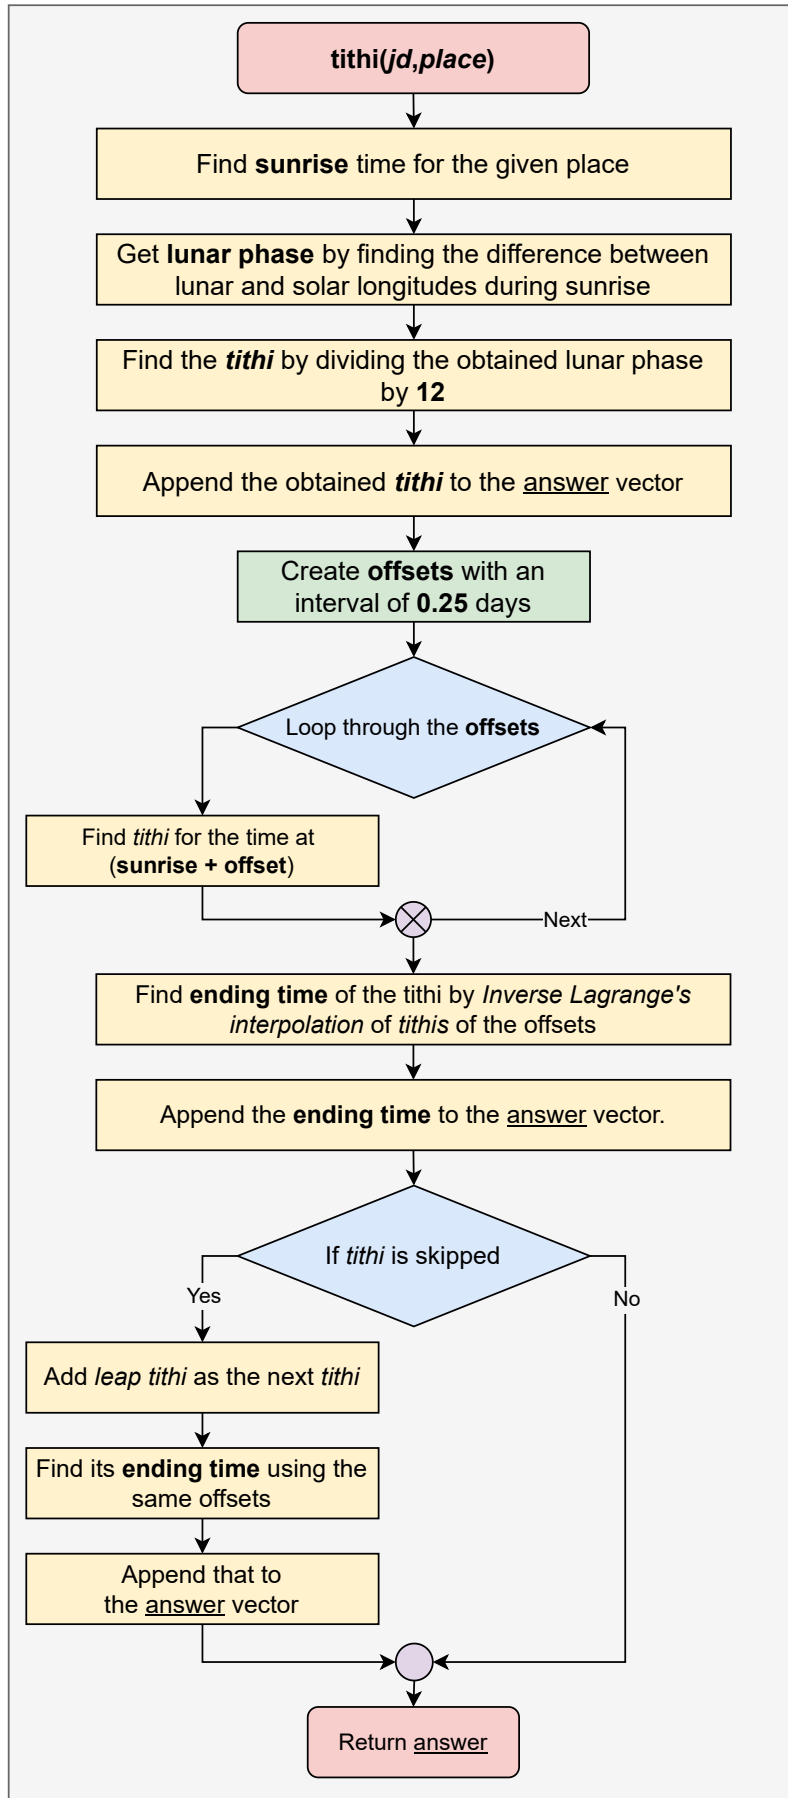 tithi(jd,place)
Find sunrise time for the given place
Get lunar phase by finding the difference between
lunar and solar longitudes during sunrise
Find the tithi by dividing the obtained lunar phase
by 12
Append the obtained tithi to the answer vector
Create offsets with an
interval of 0.25 days
Loop through the offsets
Find tithi for the time at
(sunrise + offset)
Next
Find ending time of the tithi by Inverse Lagrange's
interpolation of tithis of the offsets
Append the ending time to the answer vector.
If tithi is skipped
Yes
No
Add leap tithi as the next tithi
Find its ending time using the
same offsets
Append that to
the answer vector
Return answer